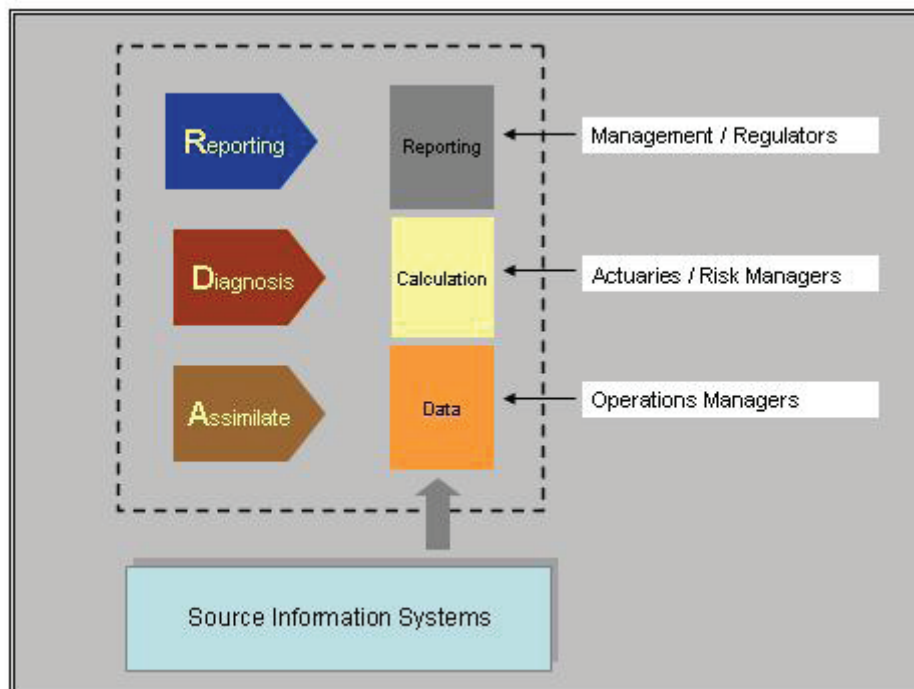 Reporting
Reporting
Management / Regulators
Diagnosis
Calculation
Actuaries / Risk Managers
Assimilate
Data
Operations Managers
Source Information Systems